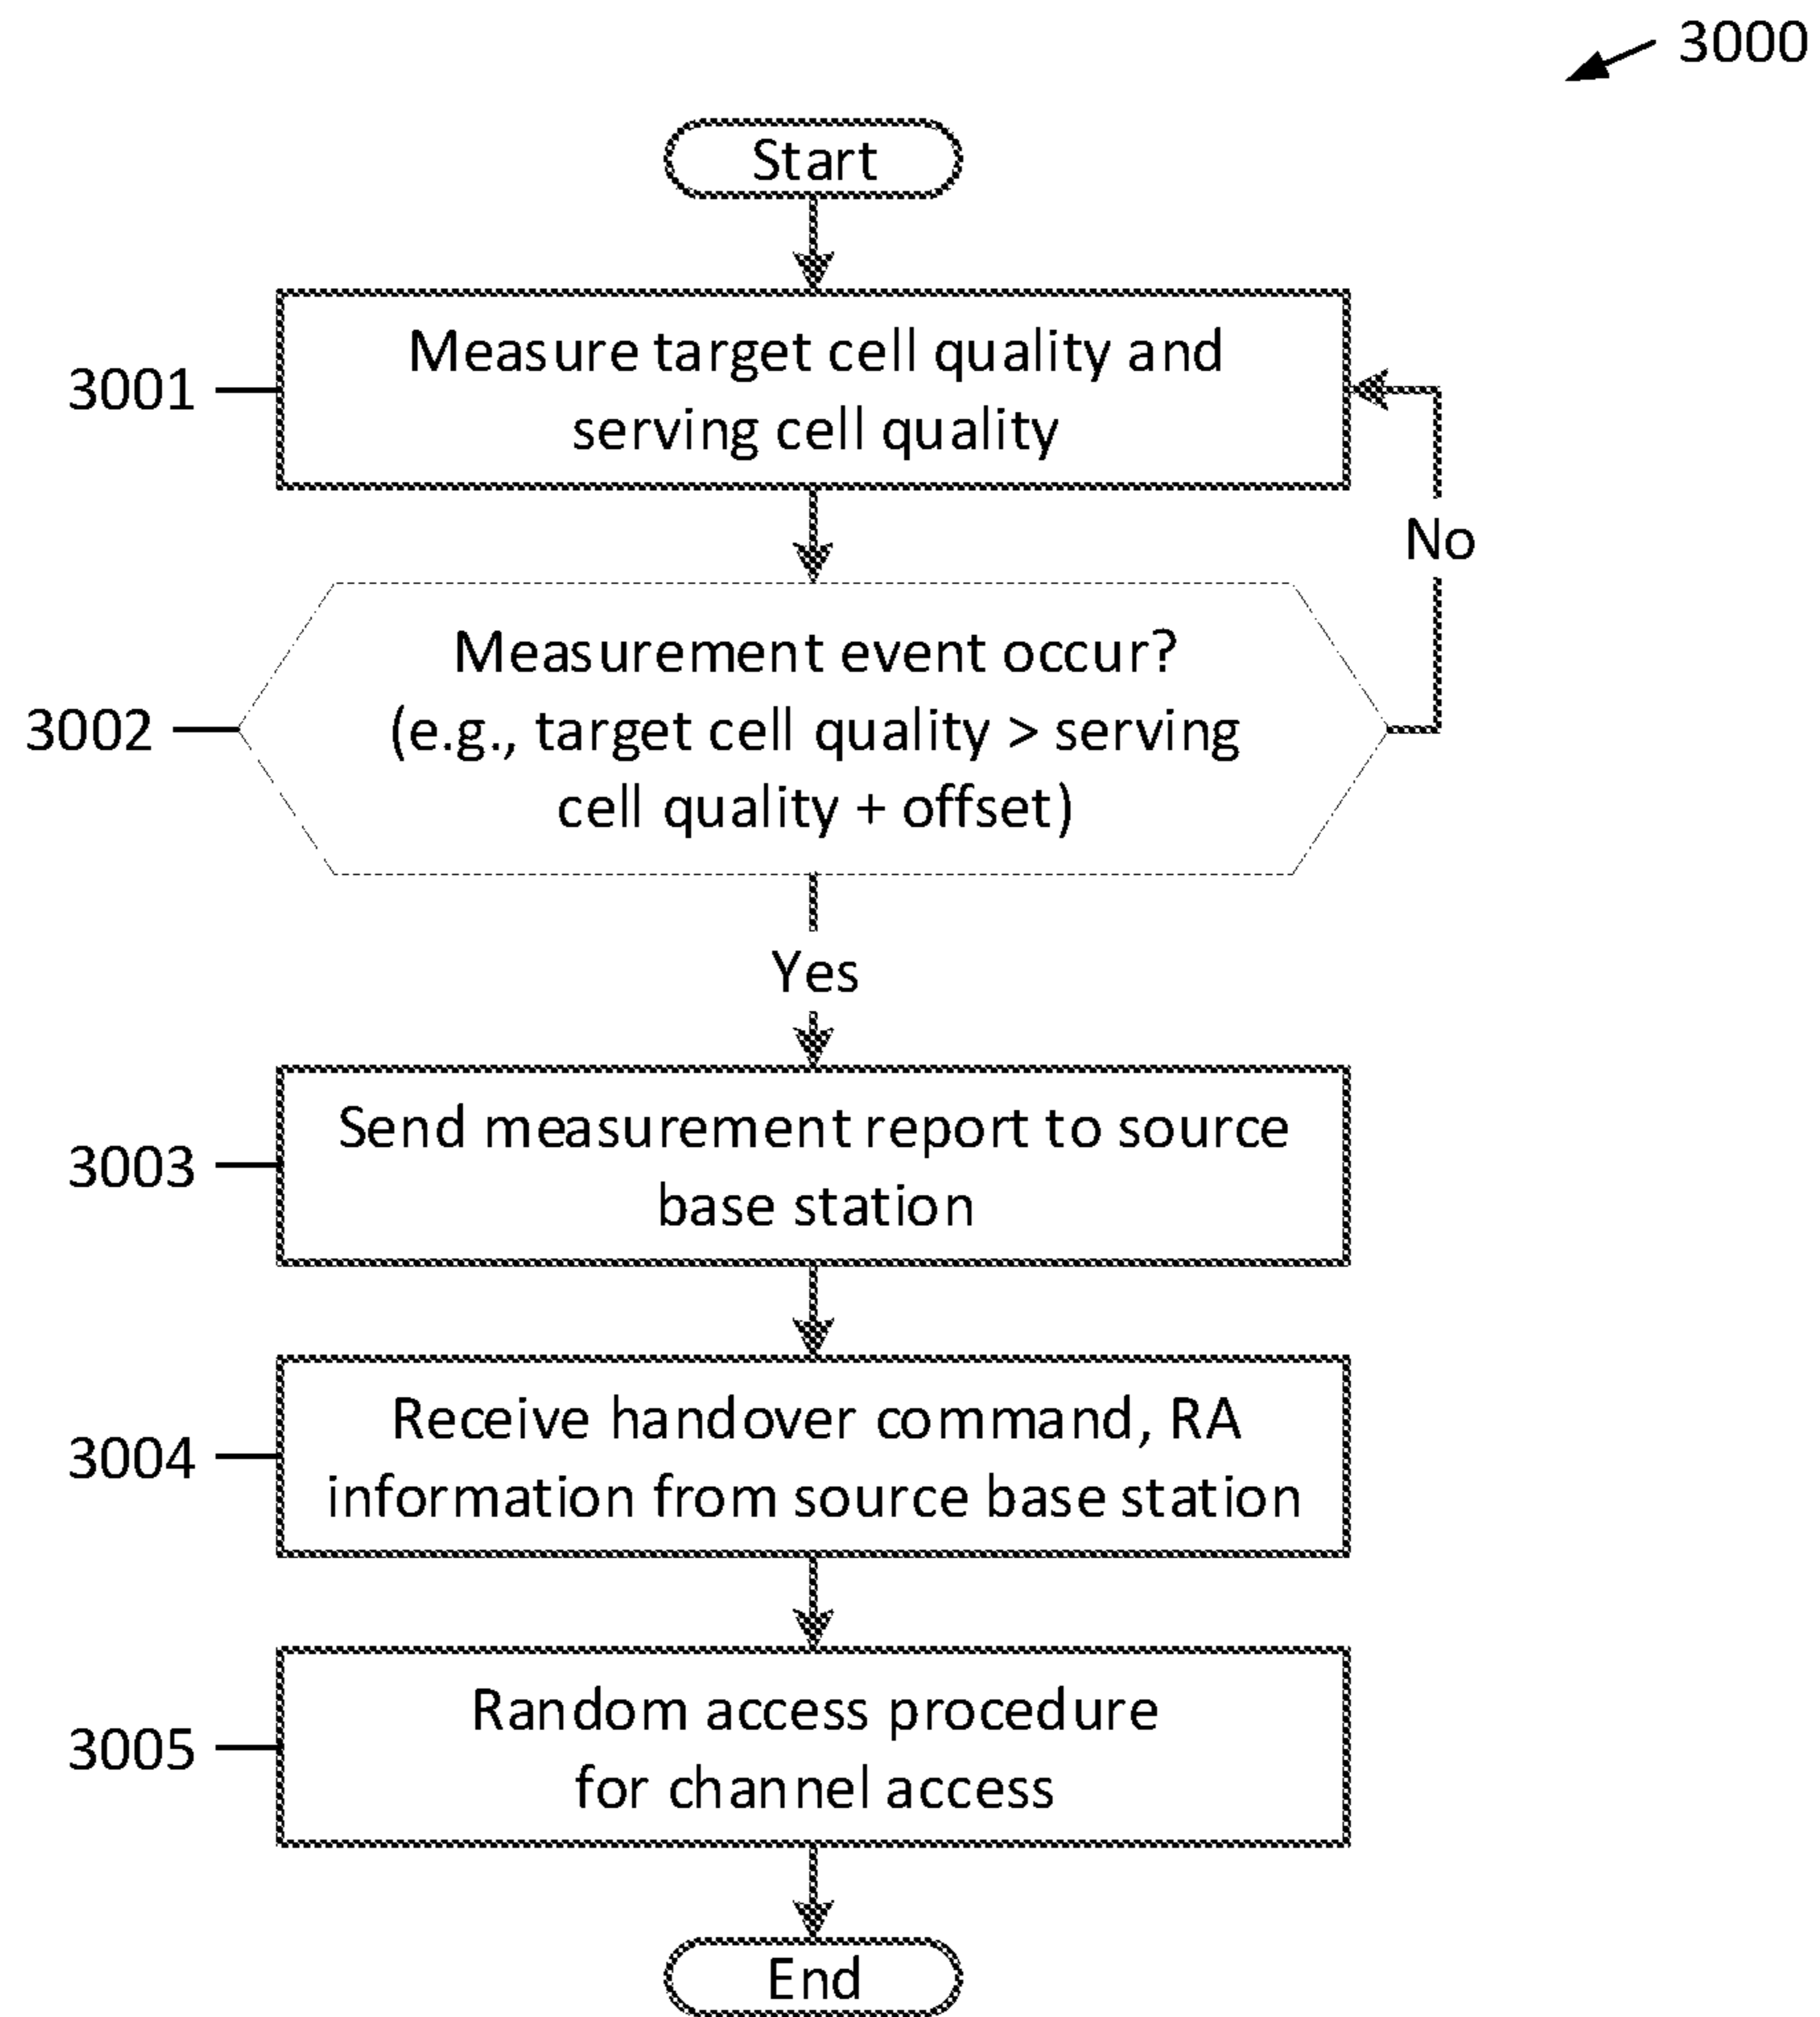 3000
Start
3001
Measure target cell quality and
serving cell quality
No
3002
Measurement event occur?
(e.g., target cell quality > serving
cell quality + offset)
Yes
3003
Send measurement report to source
base station
3004
Receive handover command, RA
information from source base station
3005
Random access procedure
for channel access
End